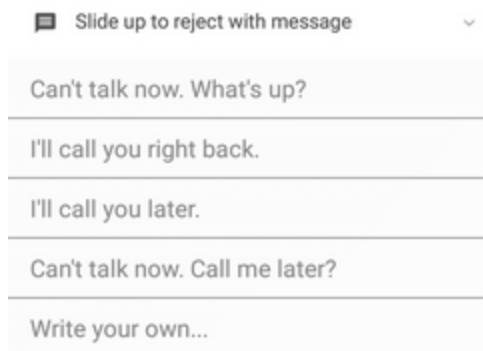 Slide up to reject with message
Can't talk now. What's up?
I'll call you right back.
I'll call you later.
Can't talk now. Call me later?
Write your own...